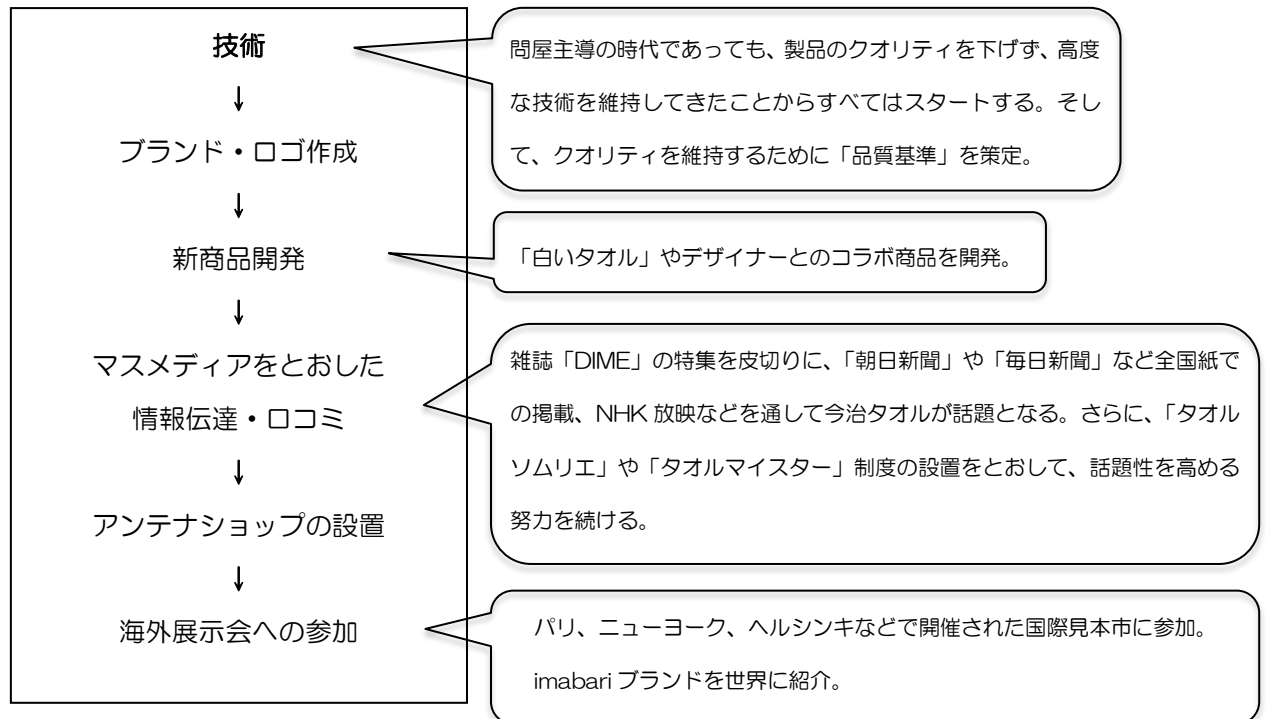 技術
↓
ブランド・ロゴ作成
↓
新商品開発
↓
マスメディアをとおした
情報伝達・口コミ
↓
アンテナショップの設置
↓
海外展示会への参加
問屋主導の時代であっても、製品のクオリティを下げず、高度
な技術を維持してきたことからすべてはスタートする。そし
て、クオリティを維持するために「品質基準」を策定。
「白いタオル」やデザイナーとのコラボ商品を開発。
雑誌「DIME」の特集を皮切りに、「朝日新聞」や「毎日新聞」など全国紙で
の掲載、NHK 放映などを通して今治タオルが話題となる。さらに、「タオル
ソムリエ」や「タオルマイスター」制度の設置をとおして、話題性を高める
努力を続ける。
パリ、ニューヨーク、ヘルシンキなどで開催された国際見本市に参加。
imabari ブランドを世界に紹介。